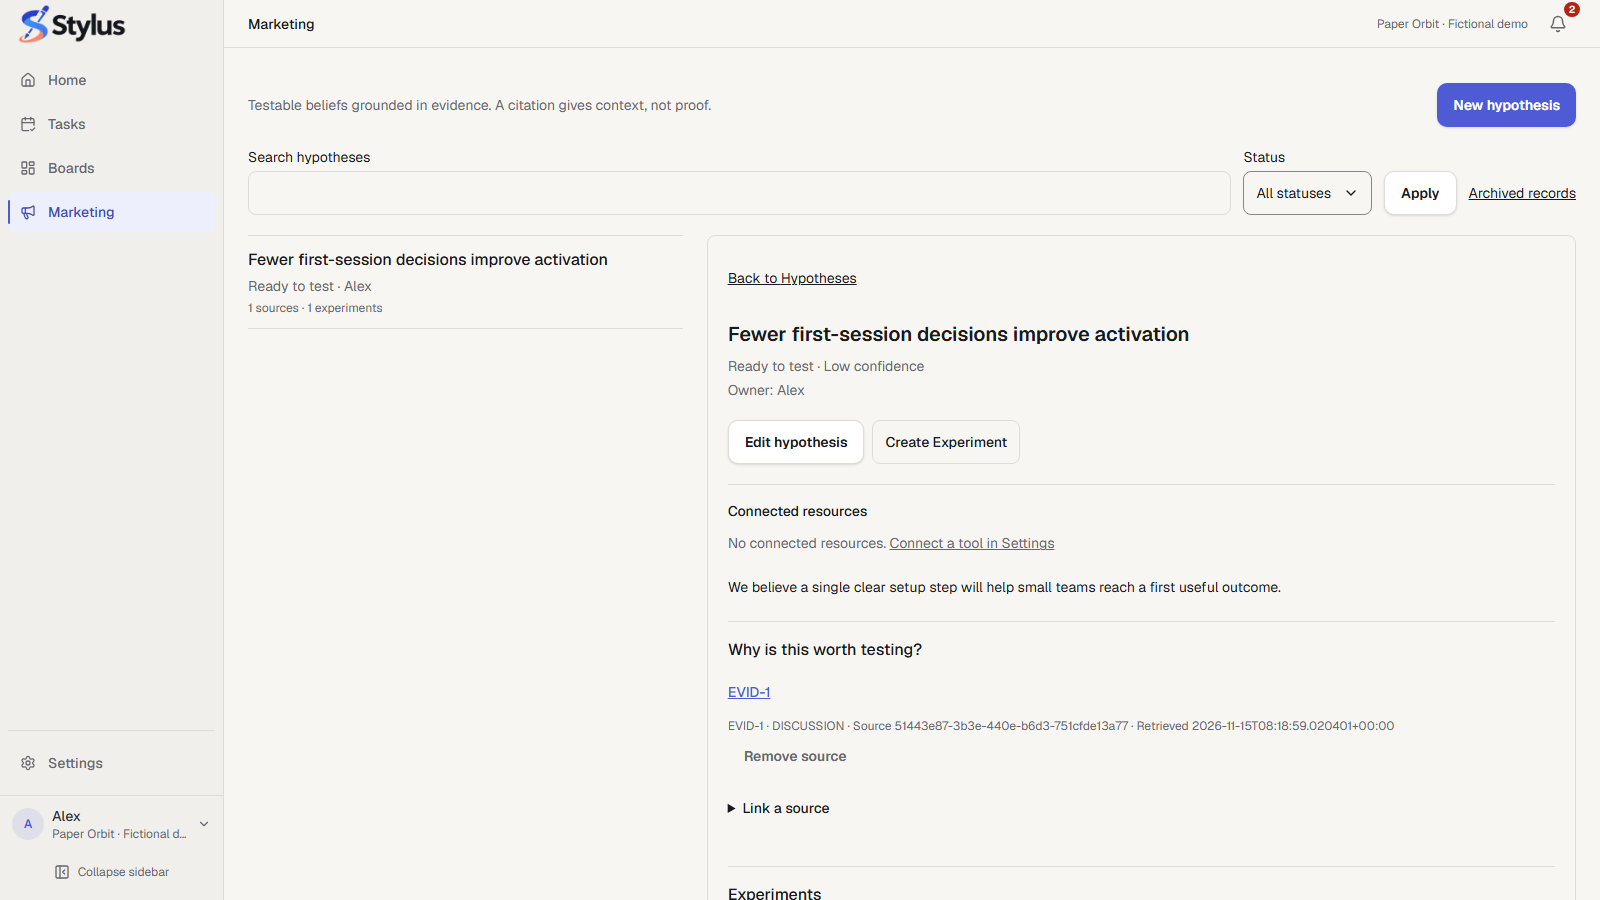 Stylus
Home
Tasks
Boards
Marketing
Settings
A
Alex
Paper Orbit · Fictional d...
Collapse sidebar
Marketing
Paper Orbit · Fictional demo
2
Testable beliefs grounded in evidence. A citation gives context, not proof.
New hypothesis
Search hypotheses
Status
All statuses
Apply
Archived records
Fewer first-session decisions improve activation
Ready to test · Alex
1 sources · 1 experiments
Back to Hypotheses
Fewer first-session decisions improve activation
Ready to test · Low confidence
Owner: Alex
Edit hypothesis
Create Experiment
Connected resources
No connected resources. Connect a tool in Settings
We believe a single clear setup step will help small teams reach a first useful outcome.
Why is this worth testing?
EVID-1
EVID-1 · DISCUSSION · Source 51443e87-3b3e-440e-b6d3-751cfde13a77 · Retrieved 2026-11-15T08:18:59.020401+00:00
Remove source
Link a source
Experiments